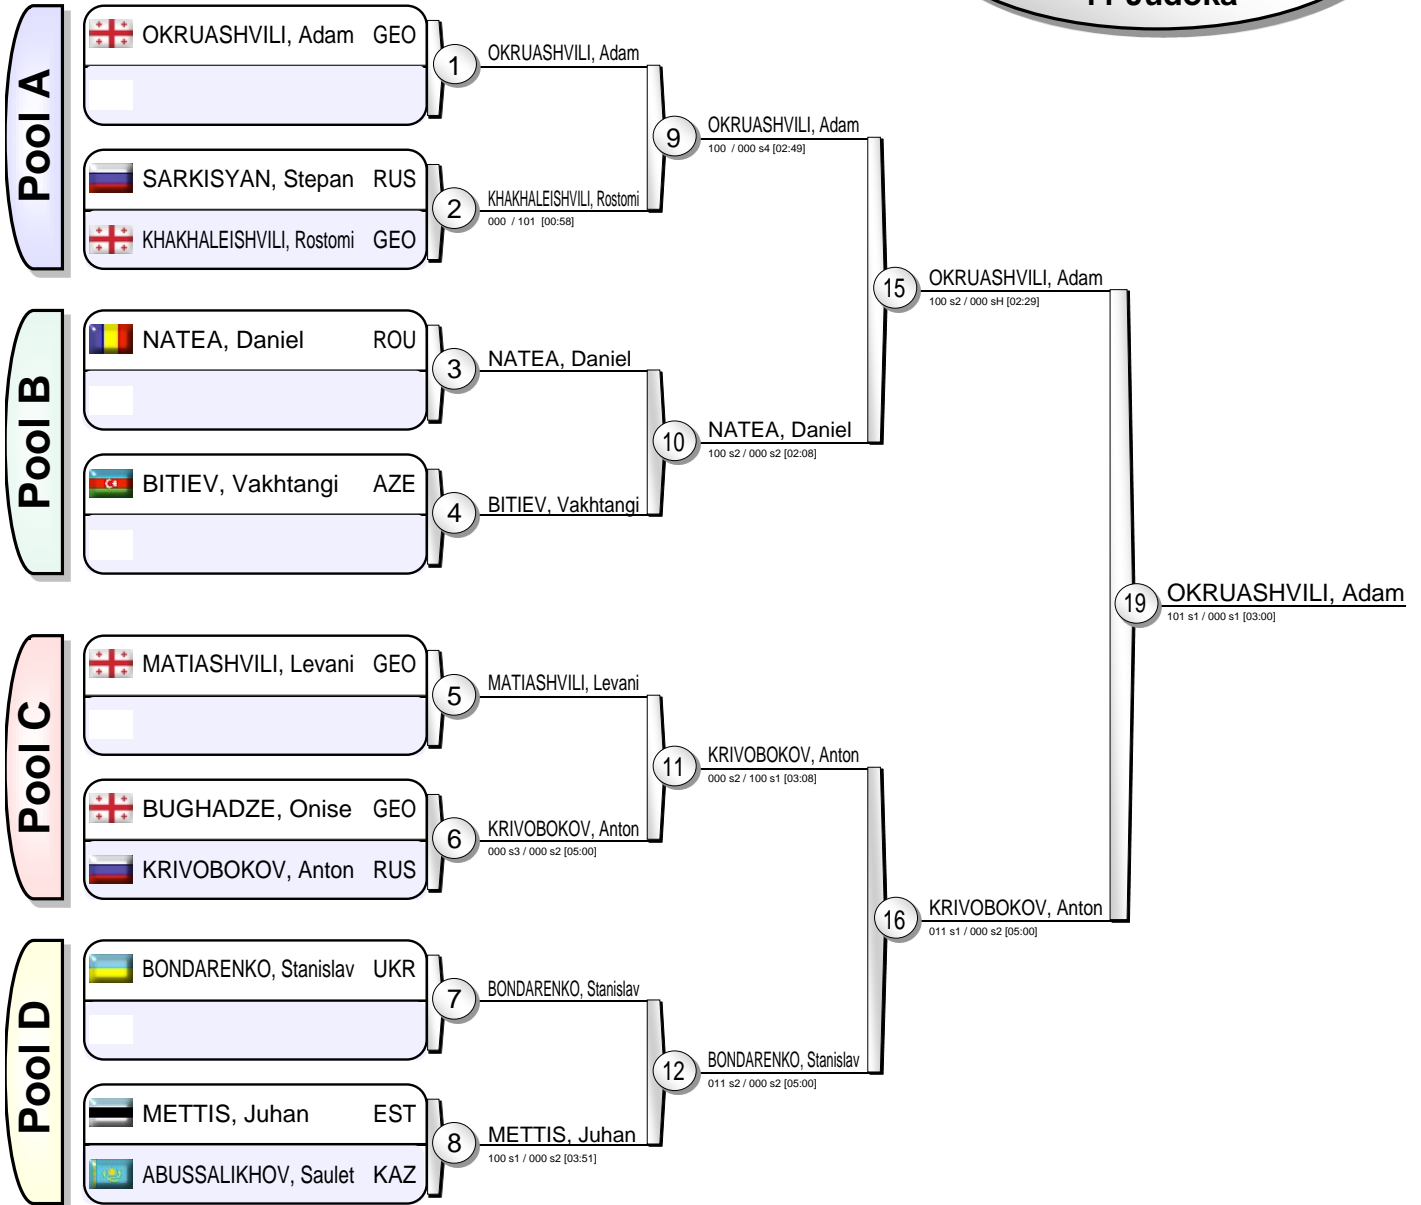 11 Judoka
Pool A
OKRUASHVILI, Adam GEO
1
OKRUASHVILI, Adam
SARKISYAN, Stepan RUS
KHAKHALEISHVILI, Rostomi GEO
2
KHAKHALEISHVILI, Rostomi
000 / 101 [00:58]
9
OKRUASHVILI, Adam
100 / 000 s4 [02:49]
Pool B
NATEA, Daniel ROU
3
NATEA, Daniel
BITIEV, Vakhtangi AZE
4
BITIEV, Vakhtangi
10
NATEA, Daniel
100 s2 / 000 s2 [02:08]
15
OKRUASHVILI, Adam
100 s2 / 000 sH [02:29]
Pool C
MATIASHVILI, Levani GEO
5
MATIASHVILI, Levani
BUGHADZE, Onise GEO
KRIVOBOKOV, Anton RUS
6
KRIVOBOKOV, Anton
000 s3 / 000 s2 [05:00]
11
KRIVOBOKOV, Anton
000 s2 / 100 s1 [03:08]
Pool D
BONDARENKO, Stanislav UKR
7
BONDARENKO, Stanislav
METTIS, Juhan EST
ABUSSALIKHOV, Saulet KAZ
8
METTIS, Juhan
100 s1 / 000 s2 [03:51]
12
BONDARENKO, Stanislav
011 s2 / 000 s2 [05:00]
16
KRIVOBOKOV, Anton
011 s1 / 000 s2 [05:00]
19
OKRUASHVILI, Adam
101 s1 / 000 s1 [03:00]